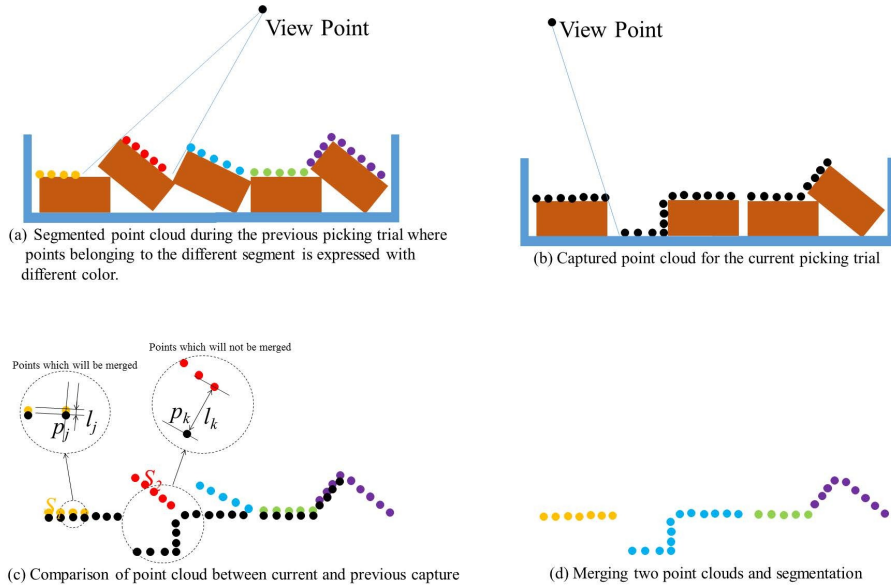 View Point
View Point
(a) Segmented point cloud during the previous picking trial where
points belonging to the different segment is expressed with
different color.
(b) Captured point cloud for the current picking trial
Points which will be merged
Points which will not be merged
p_j
l_j
p_k
l_k
S
S_2
(c) Comparison of point cloud between current and previous capture
(d) Merging two point clouds and segmentation